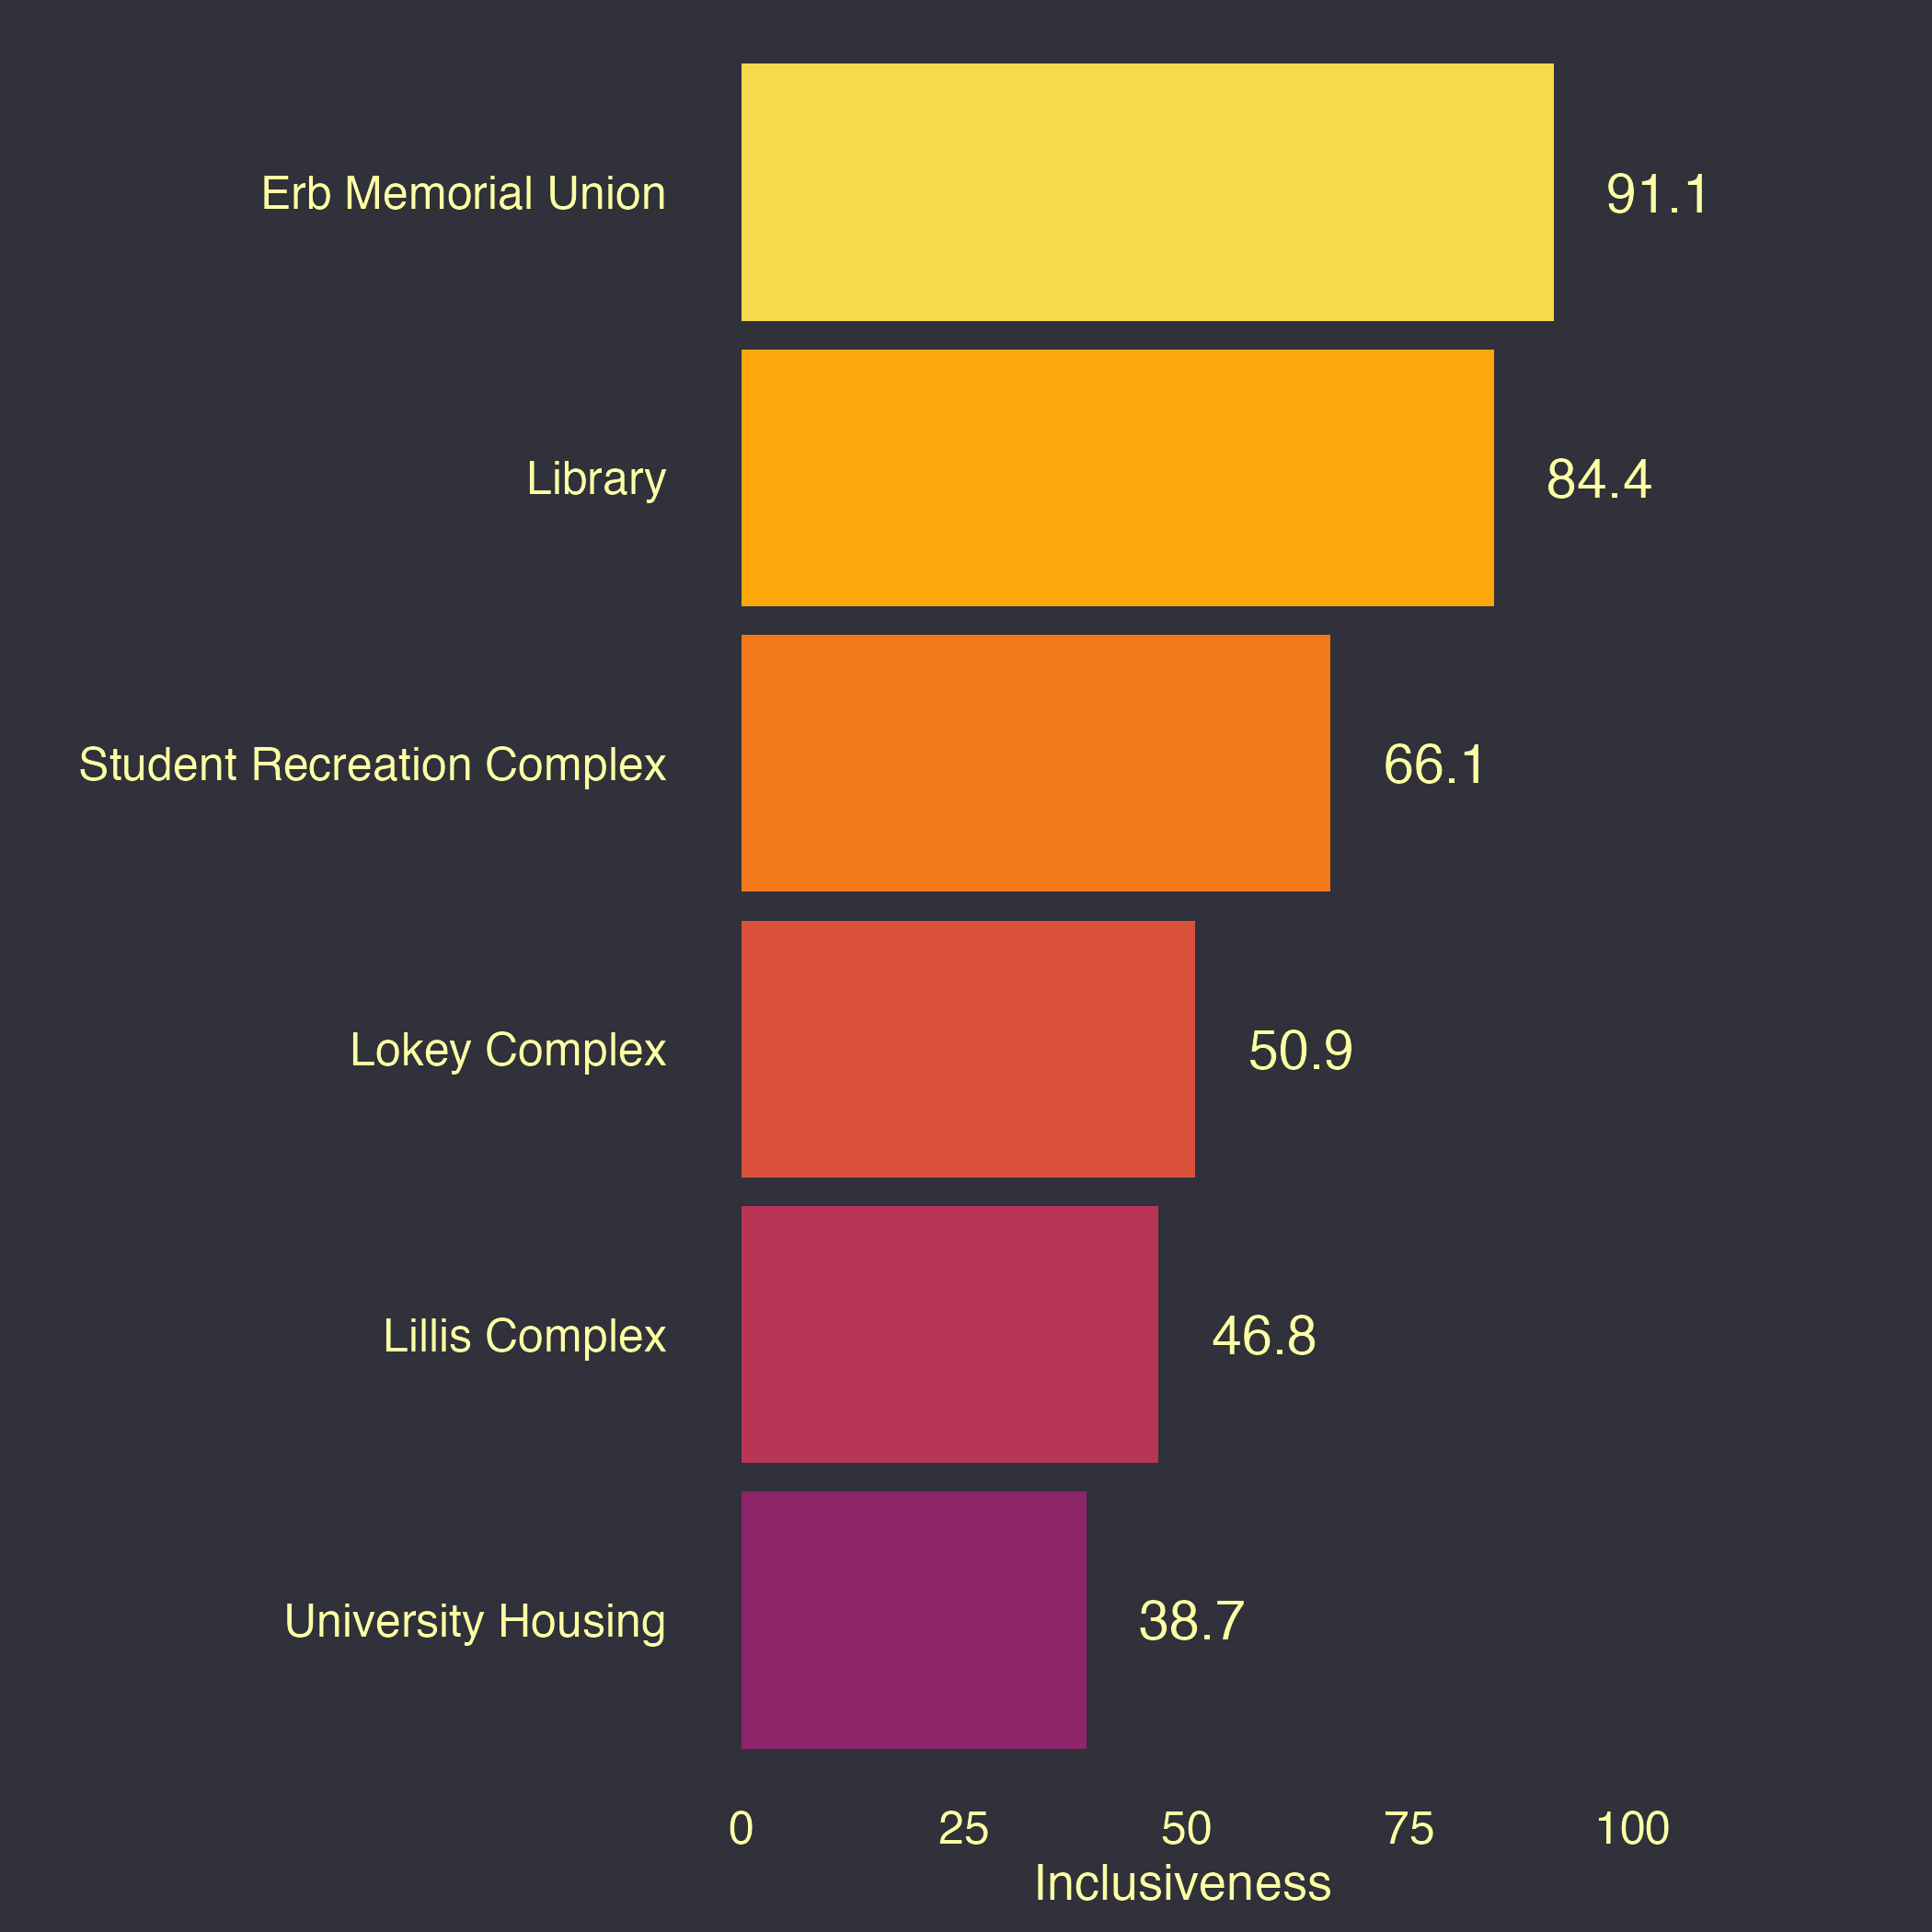 Erb Memorial Union 91.1
Library 84.4
Student Recreation Complex 66.1
Lokey Complex 50.9
Lillis Complex 46.8
University Housing 38.7
0 25 50 75 100
Inclusiveness